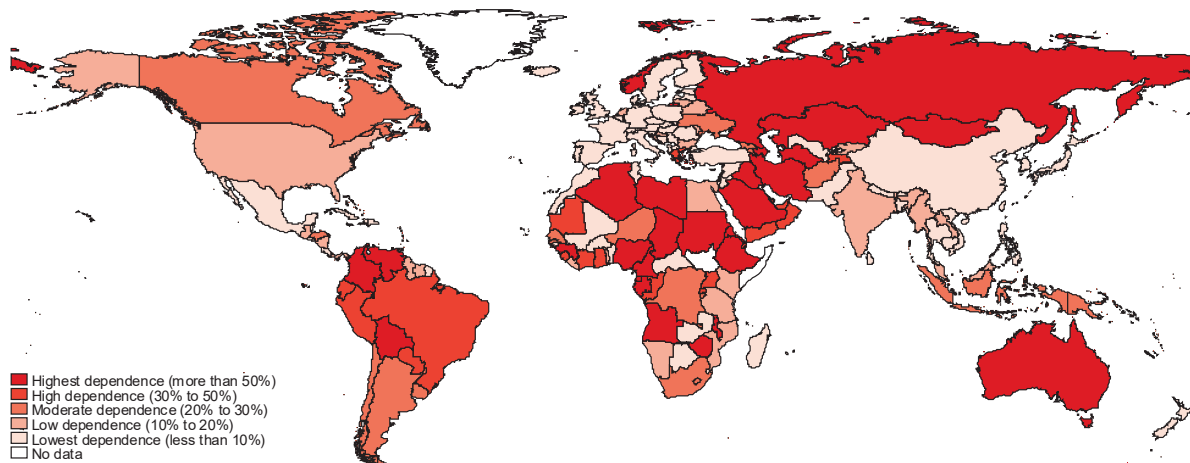 Highest dependence (more than 50%)
High dependence (30% to 50%)
Moderate dependence (20% to 30%)
Low dependence (10% to 20%)
Lowest dependence (less than 10%)
No data